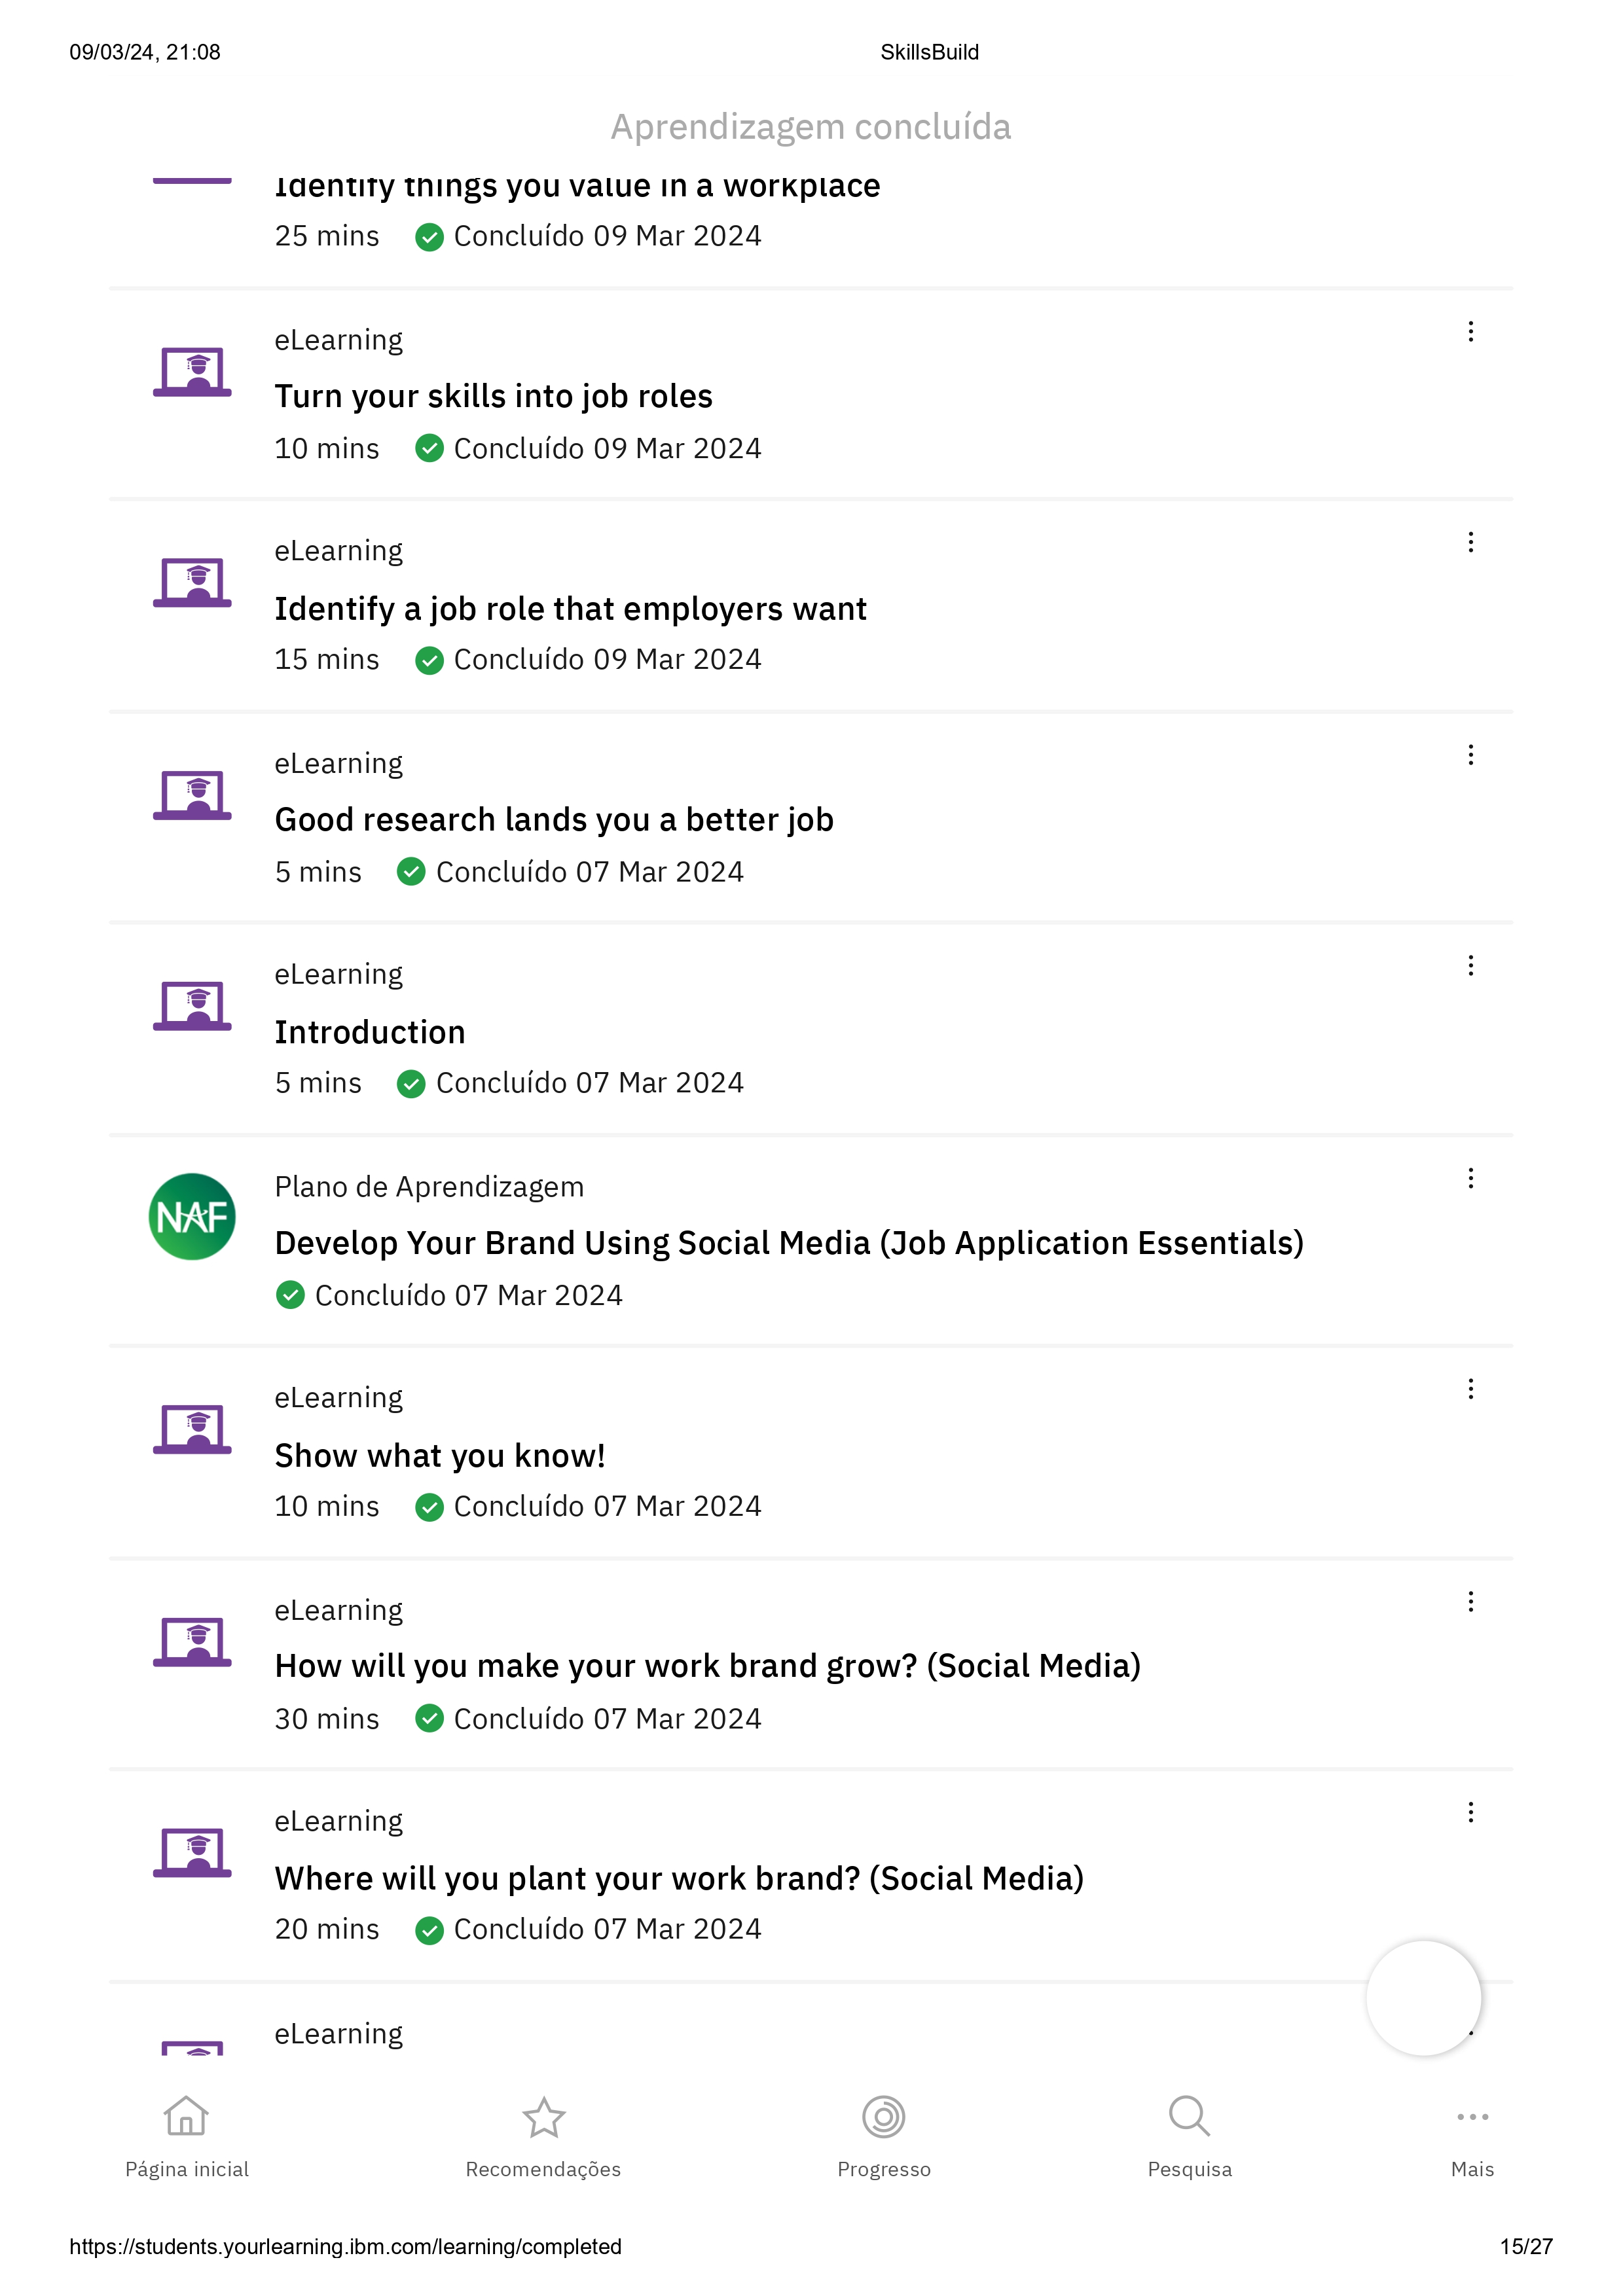 09/03/24, 21:08
SkillsBuild
Aprendizagem concluída
Identify things you value in a workplace
25 mins Concluído 09 Mar 2024
eLearning
Turn your skills into job roles
10 mins Concluído 09 Mar 2024
eLearning
Identify a job role that employers want
15 mins Concluído 09 Mar 2024
eLearning
Good research lands you a better job
5 mins Concluído 07 Mar 2024
eLearning
Introduction
5 mins Concluído 07 Mar 2024
NAF
Plano de Aprendizagem
Develop Your Brand Using Social Media (Job Application Essentials)
Concluído 07 Mar 2024
eLearning
Show what you know!
10 mins Concluído 07 Mar 2024
eLearning
How will you make your work brand grow? (Social Media)
30 mins Concluído 07 Mar 2024
eLearning
Where will you plant your work brand? (Social Media)
20 mins Concluído 07 Mar 2024
eLearning
Página inicial
Recomendações
Progresso
Pesquisa
Mais
https://students.yourlearning.ibm.com/learning/completed
15/27